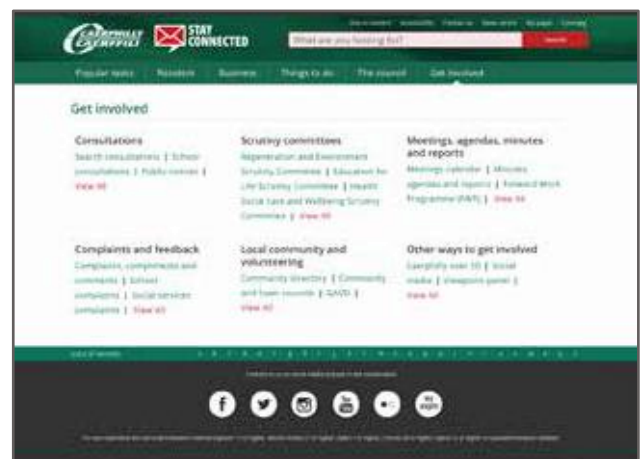 CAERPHILLY
CAERFFILI
STAY
CONNECTED
What are you looking for?
Search
Popular tasks Resident Business Things to do The council Get involved
Get involved
Consultations
Search consultations | School
consultations | Public notices |
View All
Scrutiny committees
Regeneration and Environment
Scrutiny Committee | Education for
Life Scrutiny Committee | Health
Social Care and Wellbeing Scrutiny
Committee | View All
Meetings, agendas, minutes
and reports
Meetings calendar | Minutes,
agendas and reports | Forward Work
Programme (FWP) | View All
Complaints and feedback
Complaints, compliments and
comments | School
complaints | Social services
complaints | View All
Local community and
volunteering
Community directory | Community
and town councils | GAVO |
View All
Other ways to get involved
Caerphilly over 50 | Social
media | Viewpoint panel |
View All